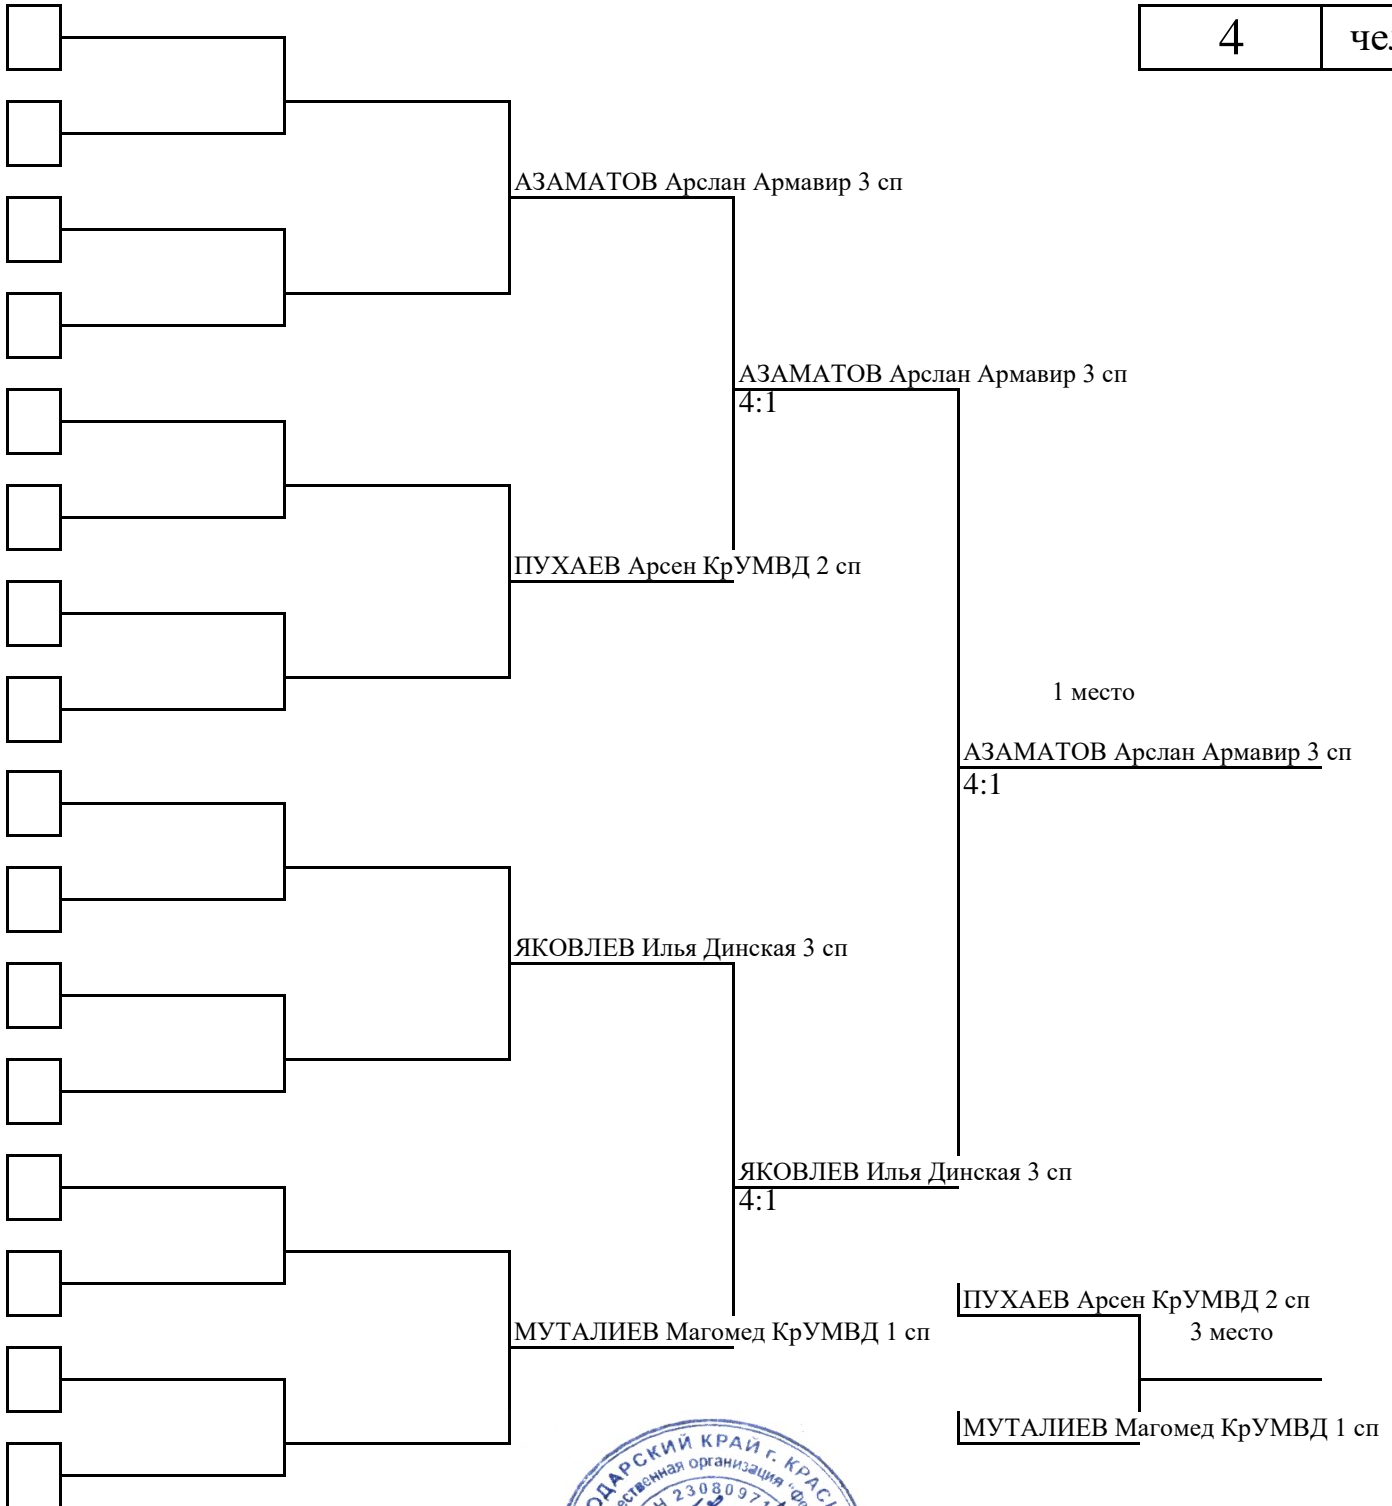 4
АЗАМАТОВ Арслан Армавир 3 сп
АЗАМАТОВ Арслан Армавир 3 сп
4:1
ПУХАЕВ Арсен КрУМВД 2 сп
1 место
АЗАМАТОВ Арслан Армавир 3 сп
4:1
ЯКОВЛЕВ Илья Динская 3 сп
ЯКОВЛЕВ Илья Динская 3 сп
4:1
ПУХАЕВ Арсен КрУМВД 2 сп
МУТАЛИЕВ Магомед КрУМВД 1 сп
3 место
МУТАЛИЕВ Магомед КрУМВД 1 сп
КРАЙ г.
организация